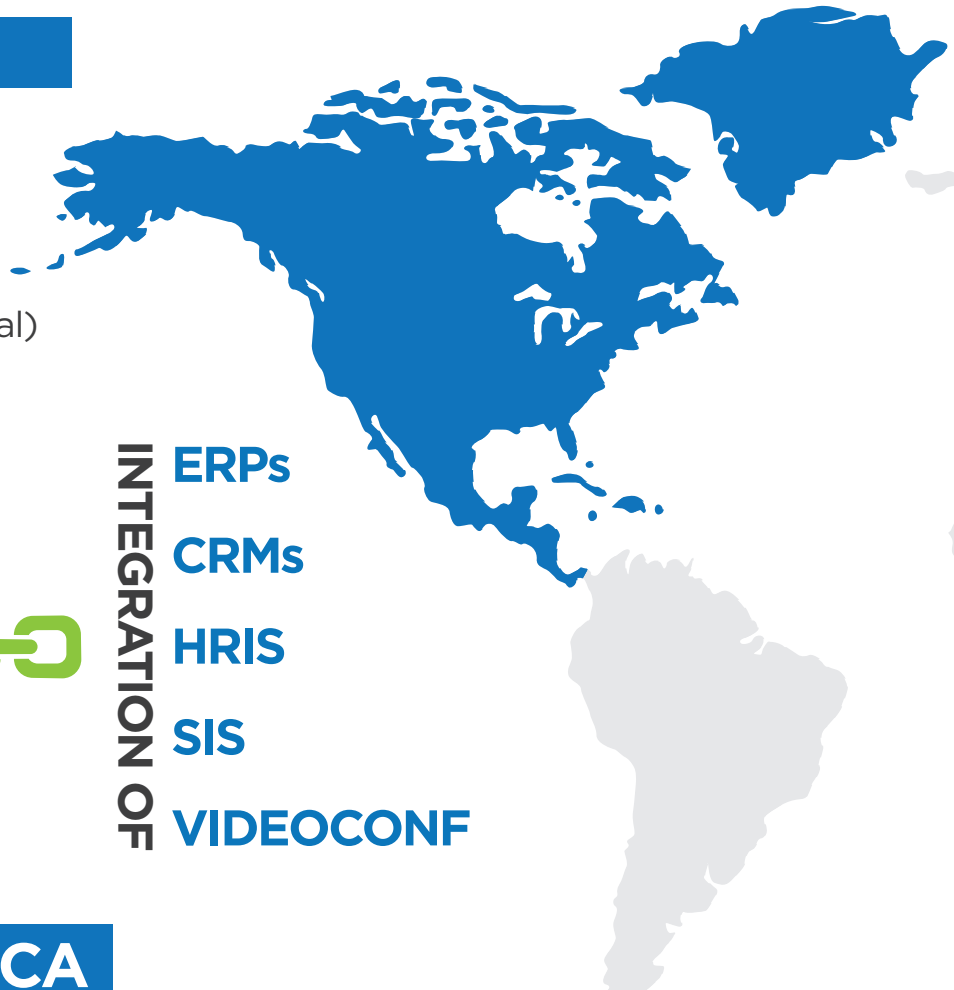 al)
INTEGRATION OF
ERPs
CRMs
HRIS
SIS
VIDEOCONF
CA